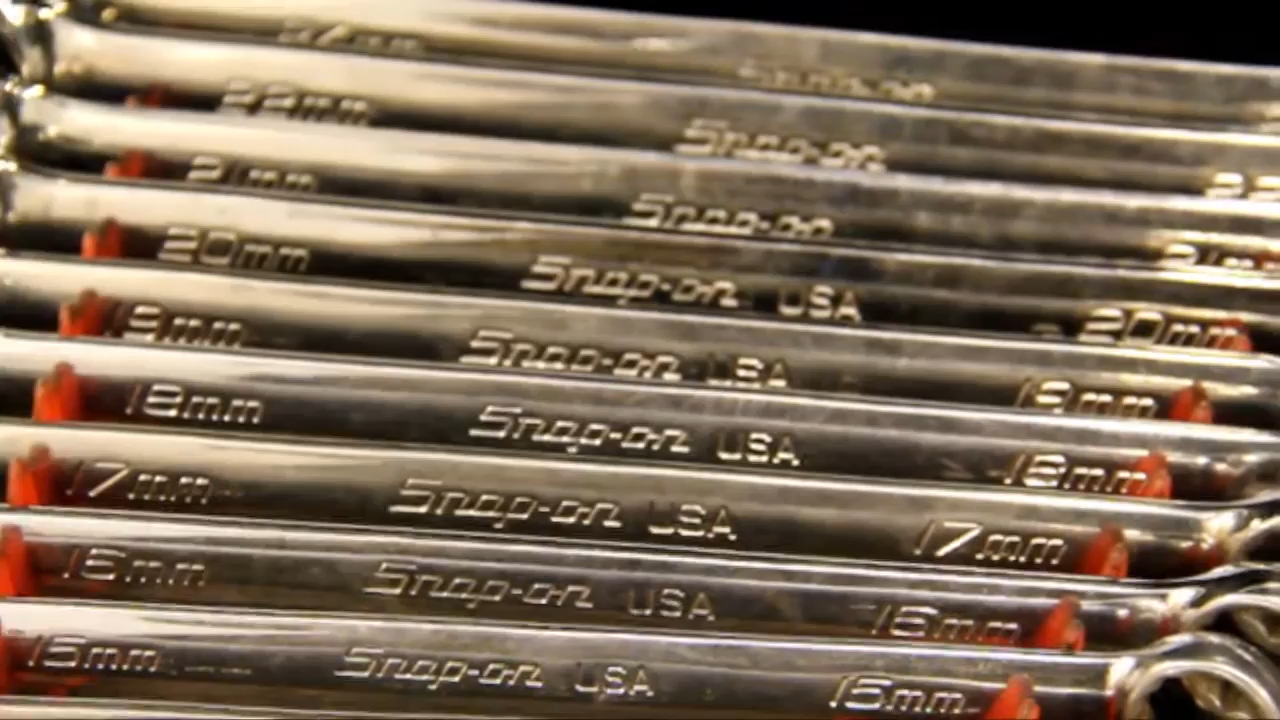 Snap-on
22mm Snap-on
21mm Snap-on
20mm Snap-on USA 20mm
19mm Snap-on USA 19mm
18mm Snap-on USA 18mm
17mm Snap-on USA 17mm
16mm Snap-on USA 16mm
15mm Snap-on USA 15mm